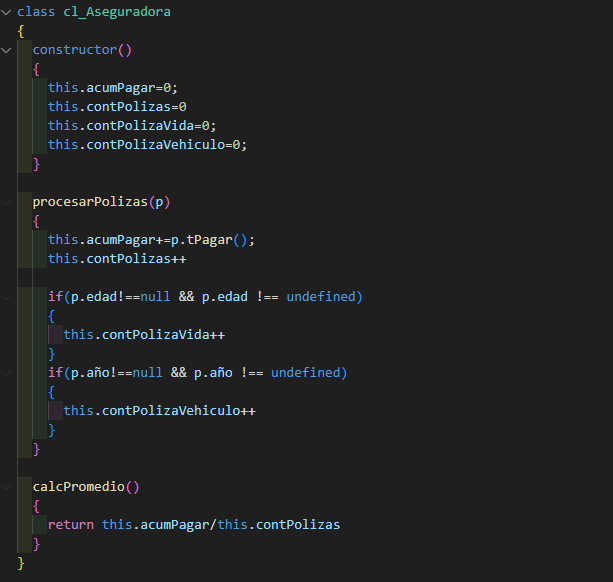 class cl_Aseguradora
{
constructor()
{
this.acumPagar=0;
this.contPolizas=0
this.contPolizaVida=0;
this.contPolizaVehiculo=0;
}
procesarPolizas(p)
{
this.acumPagar+=p.tPagar();
this.contPolizas++
if(p.edad!==null && p.edad !== undefined)
{
this.contPolizaVida++
}
if(p.año!==null && p.año !== undefined)
{
this.contPolizaVehiculo++
}
}
calcPromedio()
{
return this.acumPagar/this.contPolizas
}
}